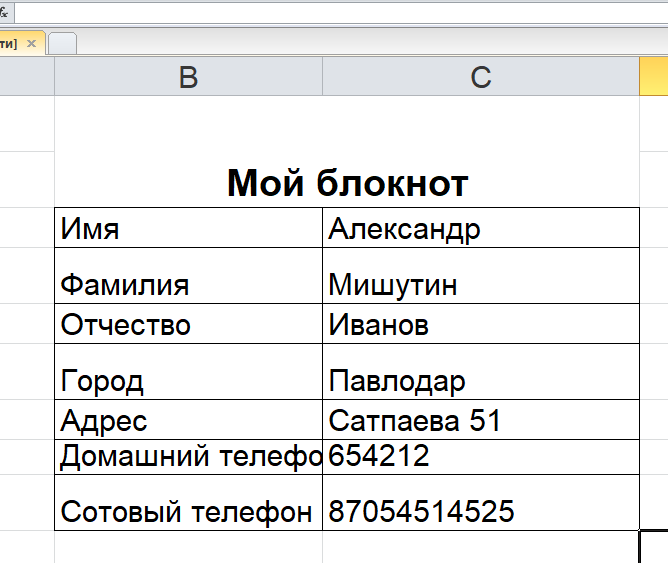 fx
ти]
B C
Мой блокнот
Имя Александр
Фамилия Мишутин
Отчество Иванов
Город Павлодар
Адрес Сатпаева 51
Домашний телефо 654212
Сотовый телефон 87054514525